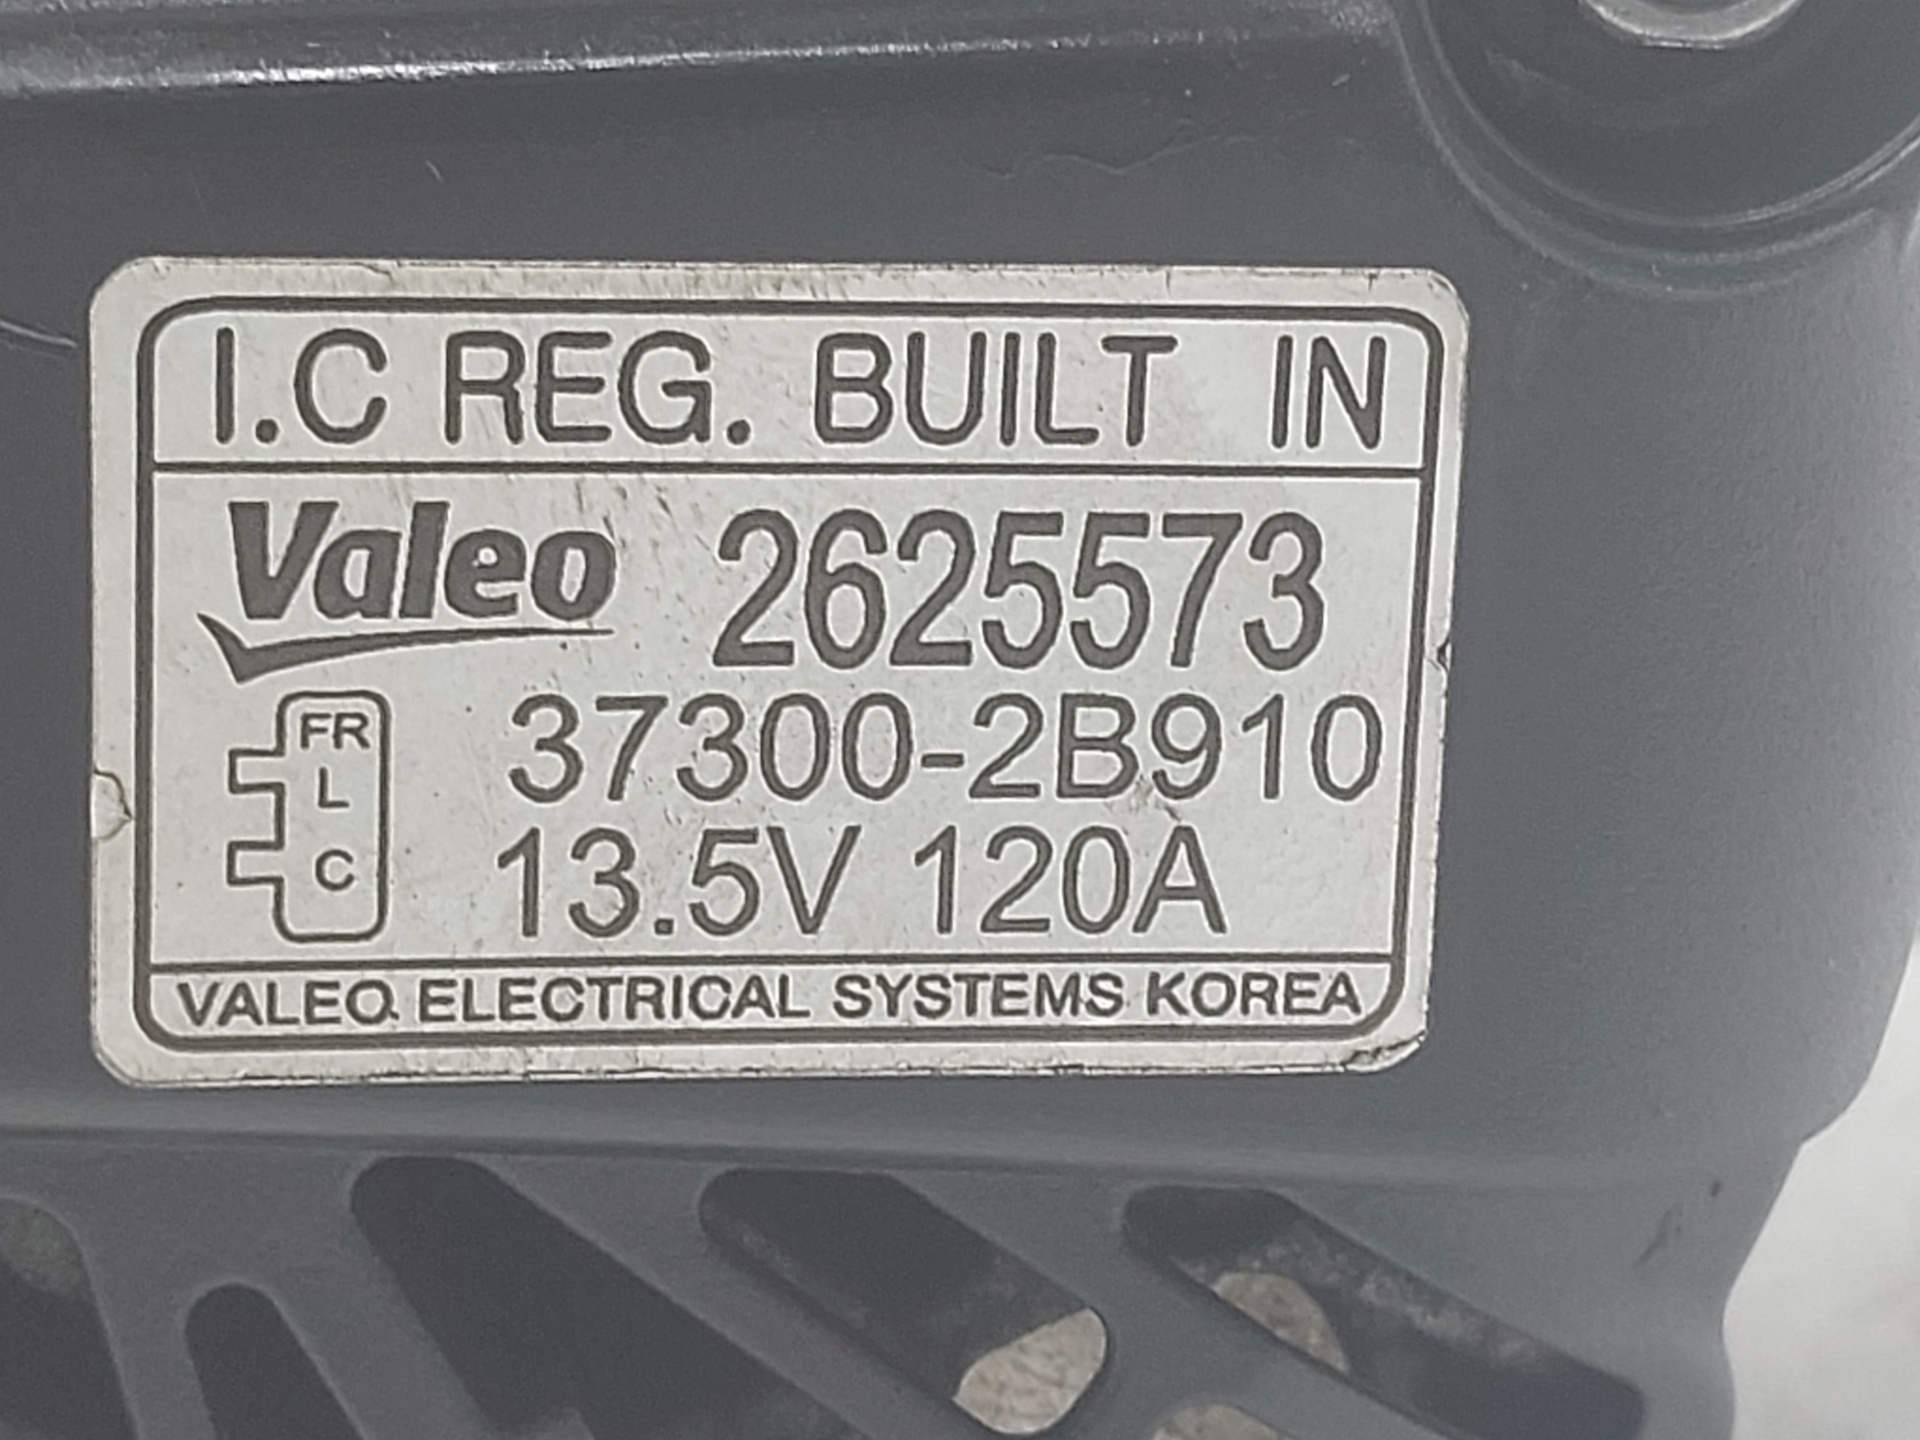 I.C REG. BUILT IN
Valeo 2625573
FR
L
C
37300-2B910
13.5V 120A
VALEO ELECTRICAL SYSTEMS KOREA